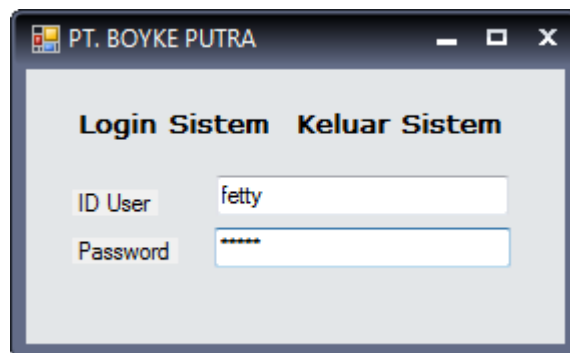 PT. BOYKE PUTRA
Login Sistem Keluar Sistem
ID User fetty
Password *****